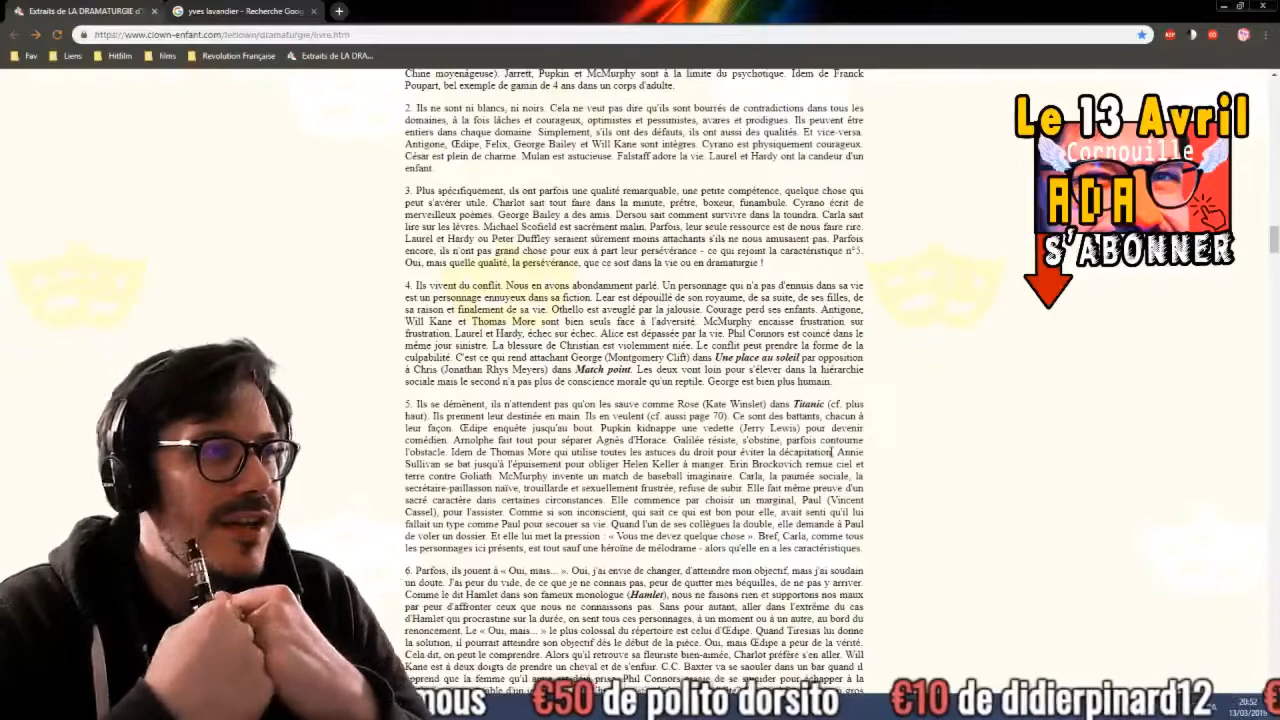 Extraits de LA DRAMATURGIE d'
yves lavandier - Recherche Goog
https://www.clown-enfant.com/leclown/dramaturgie/livre.htm
Fav
Liens
Hitfilm
films
Revolution Française
Extraits de LA DRA...
Chine moyenâgeuse). Jarrett, Pupkin et McMurphy sont à la limite du psychotique. Idem de Franck
Poupart, bel exemple de gamin de 4 ans dans un corps d'adulte.
2. Ils ne sont ni blancs, ni noirs. Cela ne veut pas dire qu'ils sont bourrés de contradictions dans tous les
domaines, à la fois lâches et courageux, optimistes et pessimistes, avares et prodigues. Ils peuvent être
entiers dans chaque domaine. Simplement, s'ils ont des défauts, ils ont aussi des qualités. Et vice-versa.
Antigone, Œdipe, Felix, George Bailey et Will Kane sont intègres. Cyrano est physiquement courageux.
César est plein de charme. Mulan est astucieuse. Falstaff adore la vie. Laurel et Hardy ont la candeur d'un
enfant.
3. Plus spécifiquement, ils ont parfois une qualité remarquable, une petite compétence, quelque chose qui
peut s'avérer utile. Charlot sait tout faire dans la minute, prêtre, boxeur, funambule. Cyrano écrit de
merveilleux poèmes. George Bailey a des amis. Dersou sait comment survivre dans la toundra. Carla sait
lire sur les lèvres. Michael Scofield est sacrément malin. Parfois, leur seule ressource est de nous faire rire.
Laurel et Hardy ou Peter Duffley seraient sûrement moins attachants s'ils ne nous amusaient pas. Parfois
encore, ils n'ont pas grand chose pour eux à part leur persévérance - ce qui rejoint la caractéristique n°5.
Oui, mais quelle qualité, la persévérance, que ce soit dans la vie ou en dramaturgie !
4. Ils vivent du conflit. Nous en avons abondamment parlé. Un personnage qui n'a pas d'ennuis dans sa vie
est un personnage ennuyeux dans sa fiction. Lear est dépouillé de son royaume, de sa suite, de ses filles, de
sa raison et finalement de sa vie. Othello est aveuglé par la jalousie. Courage perd ses enfants. Antigone,
Will Kane et Thomas More sont bien seuls face à l'adversité. McMurphy encaisse frustration sur
frustration. Laurel et Hardy, échec sur échec. Alice est dépassée par la vie. Phil Connors est coincé dans le
même jour sinistre. La blessure de Christian est violemment niée. Le conflit peut prendre la forme de la
culpabilité. C'est ce qui rend attachant George (Montgomery Clift) dans Une place au soleil par opposition
à Chris (Jonathan Rhys Meyers) dans Match point. Les deux vont loin pour s'élever dans la hiérarchie
sociale mais le second n'a pas plus de conscience morale qu'un reptile. George est bien plus humain.
5. Ils se démènent, ils n'attendent pas qu'on les sauve comme Rose (Kate Winslet) dans Titanic (cf. plus
haut). Ils prennent leur destinée en main. Ils en veulent (cf. aussi page 70). Ce sont des battants, chacun à
leur façon. Œdipe enquête jusqu'au bout. Pupkin kidnappe une vedette (Jerry Lewis) pour devenir
comédien. Arnolphe fait tout pour séparer Agnès d'Horace. Galilée résiste, s'obstine, parfois contourne
l'obstacle. Idem de Thomas More qui utilise toutes les astuces du droit pour éviter la décapitation. Annie
Sullivan se bat jusqu'à l'épuisement pour obliger Helen Keller à manger. Erin Brockovich remue ciel et
terre contre Goliath. McMurphy invente un match de baseball imaginaire. Carla, la paumée sociale, la
secrétaire-paillasson naïve, trouillarde et sexuellement frustrée, refuse de subir. Elle fait même preuve d'un
sacré caractère dans certaines circonstances. Elle commence par choisir un marginal, Paul (Vincent
Cassel), pour l'assister. Comme si son inconscient, qui sait ce qui est bon pour elle, avait senti qu'il lui
fallait un type comme Paul pour secouer sa vie. Quand l'un de ses collègues la double, elle demande à Paul
de voler un dossier. Et elle lui met la pression : « Vous me devez quelque chose ». Bref, Carla, comme tous
les personnages ici présents, est tout sauf une héroïne de mélodrame - alors qu'elle en a les caractéristiques.
6. Parfois, ils jouent à « Oui, mais... ». Oui, j'ai envie de changer, d'atteindre mon objectif, mais j'ai soudain
un doute. J'ai peur du vide, de ce que je ne connais pas, peur de quitter mes béquilles, de ne pas y arriver.
Comme le dit Hamlet dans son fameux monologue (Hamlet), nous ne faisons rien et supportons nos maux
par peur d'affronter ceux que nous ne connaissons pas. Sans pour autant, aller dans l'extrême du cas
d'Hamlet qui procrastine sur la durée, on sent tous ces personnages, à un moment ou à un autre, au bord du
renoncement. Le « Oui, mais... » le plus colossal du répertoire est celui d'Œdipe. Quand Tiresias lui donne
la solution, il pourrait atteindre son objectif dès le début de la pièce. Oui, mais Œdipe a peur de la vérité.
Cela dit, on peut le comprendre. Alors qu'il retrouve sa fleuriste bien-aimée, Charlot préfère s'en aller. Will
Kane est à deux doigts de prendre un cheval et de s'enfuir. C.C. Baxter va se saouler dans un bar quand il
apprend que la femme qu'il aime est déjà prise. Phil Connors
Le 13 Avril
Cornouille
ADA
S'ABONNER
nous €50 de polito dorsito €10 de didierpinard12 €
20:52
13/03/2019